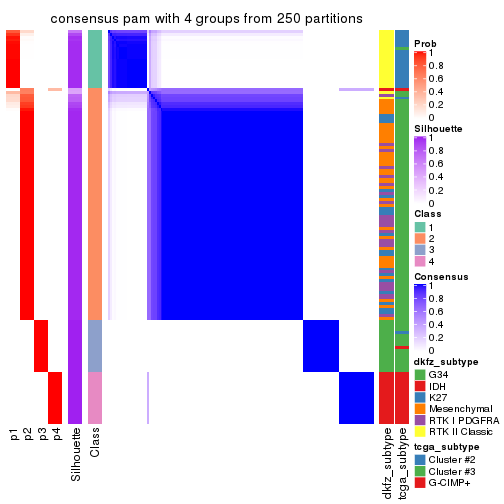 consensus pam with 4 groups from 250 partitions
p1
p2
p3
p4
Silhouette
Class
dkfz_subtype
tcga_subtype
Prob
1
0.8
0.6
0.4
0.2
0
Silhouette
1
0.8
0.6
0.4
0.2
0
Class
1
2
3
4
Consensus
1
0.8
0.6
0.4
0.2
0
dkfz_subtype
G34
IDH
K27
Mesenchymal
RTK I PDGFRA
RTK II Classic
tcga_subtype
Cluster #2
Cluster #3
G-CIMP+